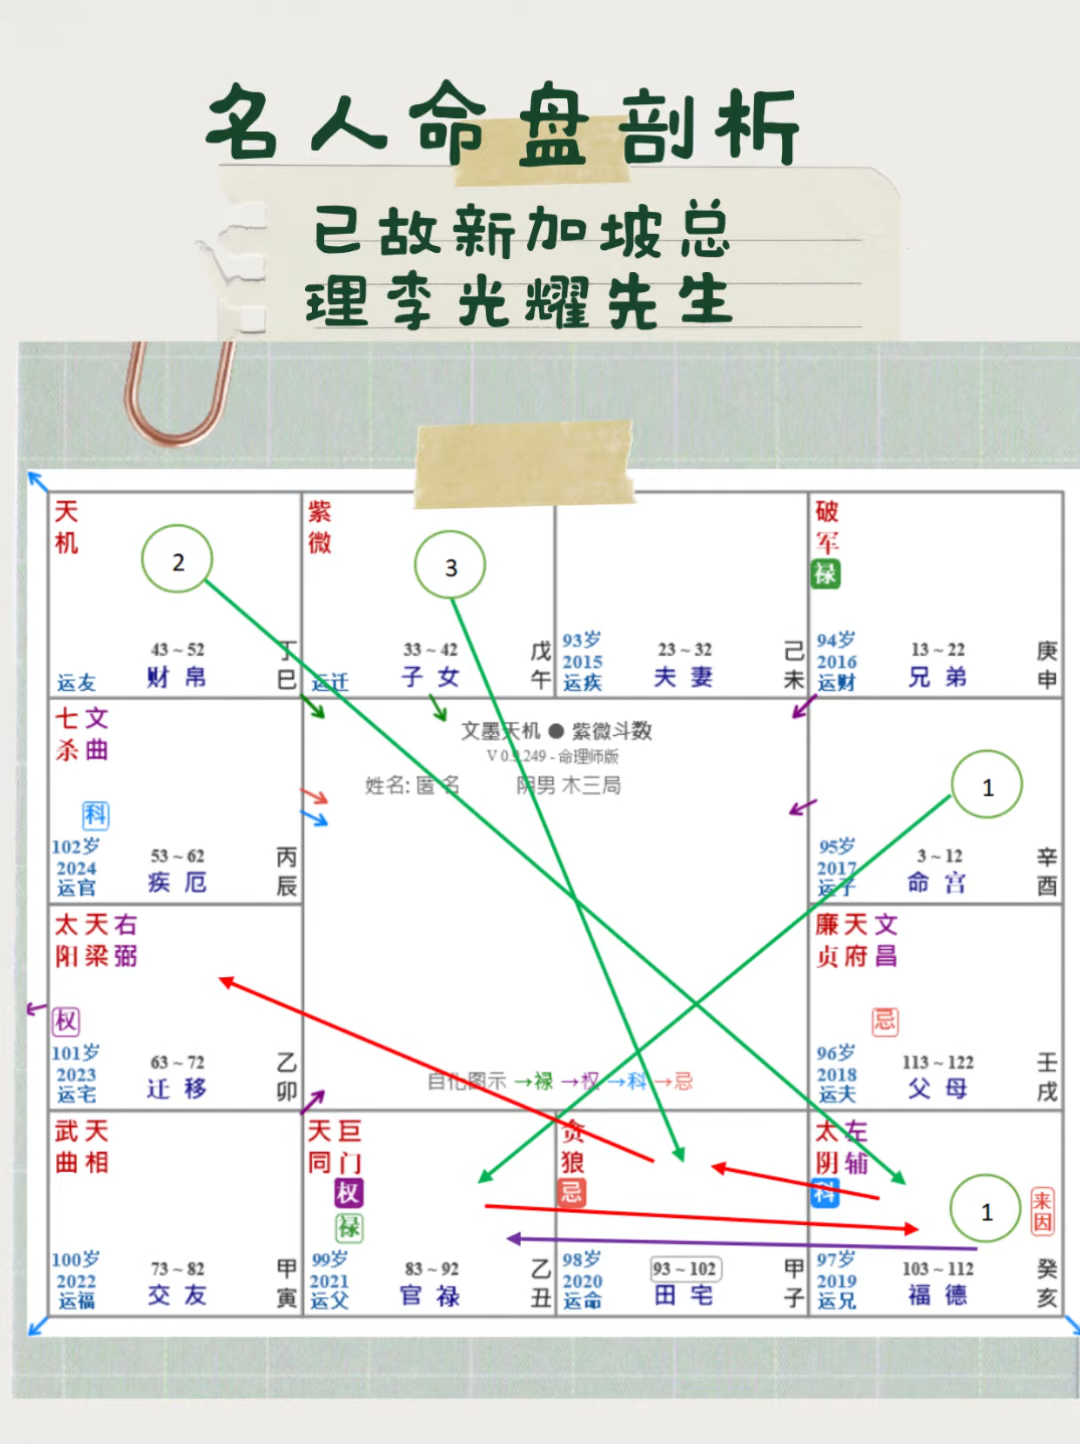 名人命盘剖析
已故新加坡总
理李光耀先生
天机
2
43~52
丁巳
运友
财帛
紫微
3
33~42
戊午
运迁
子女
93岁
2015
运疾
23~32
夫妻
己未
破军
禄
94岁
2016
运财
13~22
兄弟
庚申
七杀
文曲
科
102岁
2024
运官
53~62
疾厄
丙辰
文墨天机 ● 紫微斗数
V 0.9.249 - 命理师版
姓名: 匿名 阴男 木三局
1
95岁
2017
运子
3~12
命宫
辛酉
太阳
天梁
右弼
权
101岁
2023
运宅
63~72
迁移
乙卯
自化图示 →禄 →权 →科 →忌
廉贞
天府
文昌
忌
96岁
2018
运夫
113~122
父母
壬戌
武曲
天相
100岁
2022
运福
73~82
交友
甲寅
天同
巨门
权
禄
99岁
2021
运父
83~92
官禄
乙丑
贪狼
忌
98岁
2020
运命
93~102
田宅
甲子
太阴
左辅
科
1
来因
97岁
2019
运兄
103~112
福德
癸亥